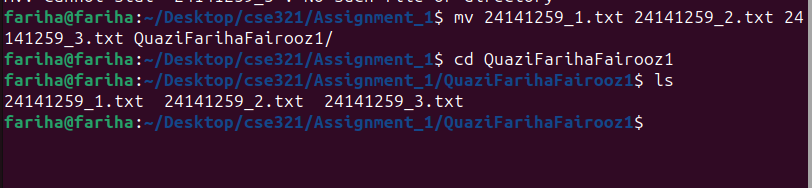 mv: cannot stat '24141259_3': No such file or directory
fariha@fariha:~/Desktop/cse321/Assignment_1$ mv 24141259_1.txt 24141259_2.txt 24
141259_3.txt QuaziFarihaFairooz1/
fariha@fariha:~/Desktop/cse321/Assignment_1$ cd QuaziFarihaFairooz1
fariha@fariha:~/Desktop/cse321/Assignment_1/QuaziFarihaFairooz1$ ls
24141259_1.txt  24141259_2.txt  24141259_3.txt
fariha@fariha:~/Desktop/cse321/Assignment_1/QuaziFarihaFairooz1$